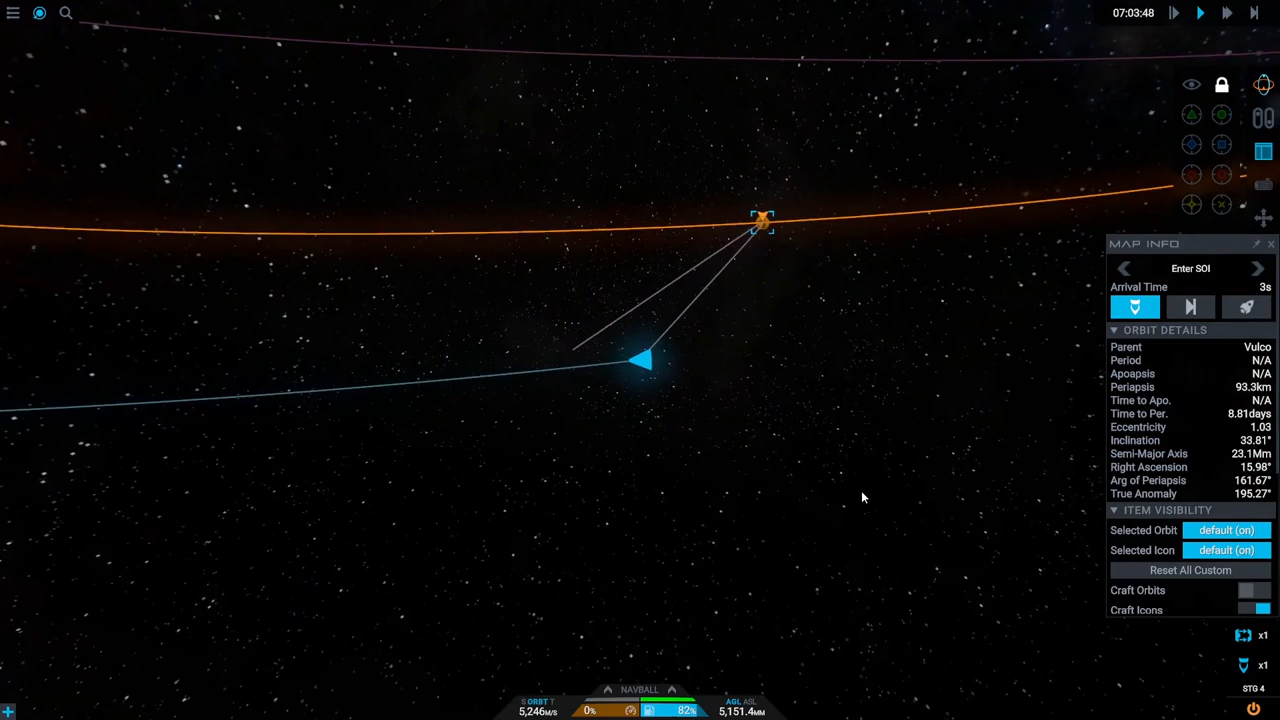 07:03:48
MAP INFO
Enter SOI
Arrival Time 3s
ORBIT DETAILS
Parent Vulco
Period N/A
Apoapsis N/A
Periapsis 93.3km
Time to Apo. N/A
Time to Per. 8.81days
Eccentricity 1.03
Inclination 33.81°
Semi-Major Axis 23.1Mm
Right Ascension 15.98°
Arg of Periapsis 161.67°
True Anomaly 195.27°
ITEM VISIBILITY
Selected Orbit default (on)
Selected Icon default (on)
Reset All Custom
Craft Orbits
Craft Icons
x1
x1
STG 4
NAVBALL
S ORBT T
5,246M/S
0%
82%
AGL ASL
5,151.4MM